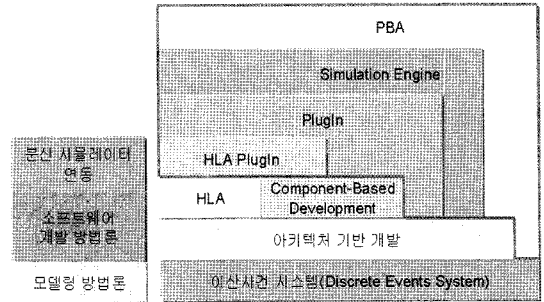 PBA
Simulation Engine
PlugIn
HLA PlugIn
분산 시뮬레이터
연동
HLA
Component-Based
Development
소프트웨어
개발 방법론
아키텍처 기반 개발
모델링 방법론
이산사건 시스템(Discrete Events System)